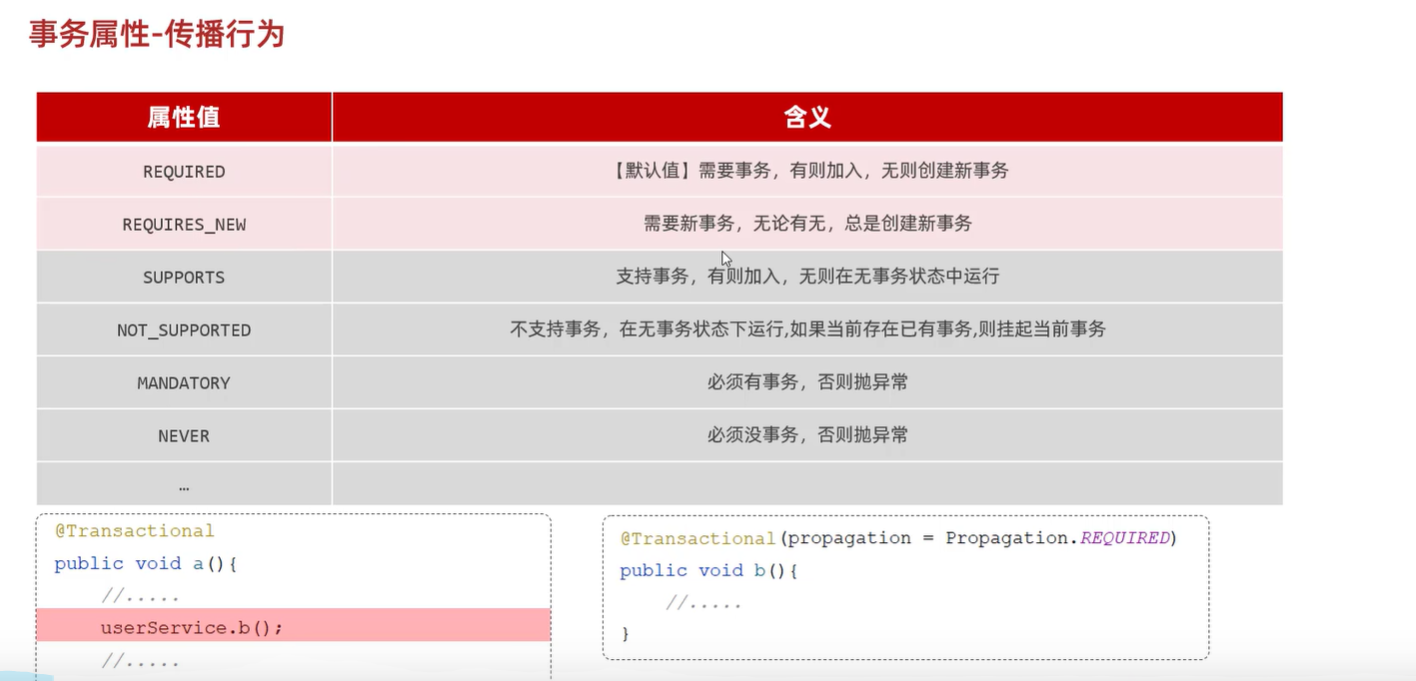 事务属性-传播行为
属性值 含义
REQUIRED 【默认值】需要事务，有则加入，无则创建新事务
REQUIRES_NEW 需要新事务，无论有无，总是创建新事务
SUPPORTS 支持事务，有则加入，无则在无事务状态中运行
NOT_SUPPORTED 不支持事务，在无事务状态下运行,如果当前存在已有事务,则挂起当前事务
MANDATORY 必须有事务，否则抛异常
NEVER 必须没事务，否则抛异常
…
@Transactional
public void a(){
//.....
userService.b();
//.....
@Transactional(propagation = Propagation.REQUIRED)
public void b(){
//.....
}